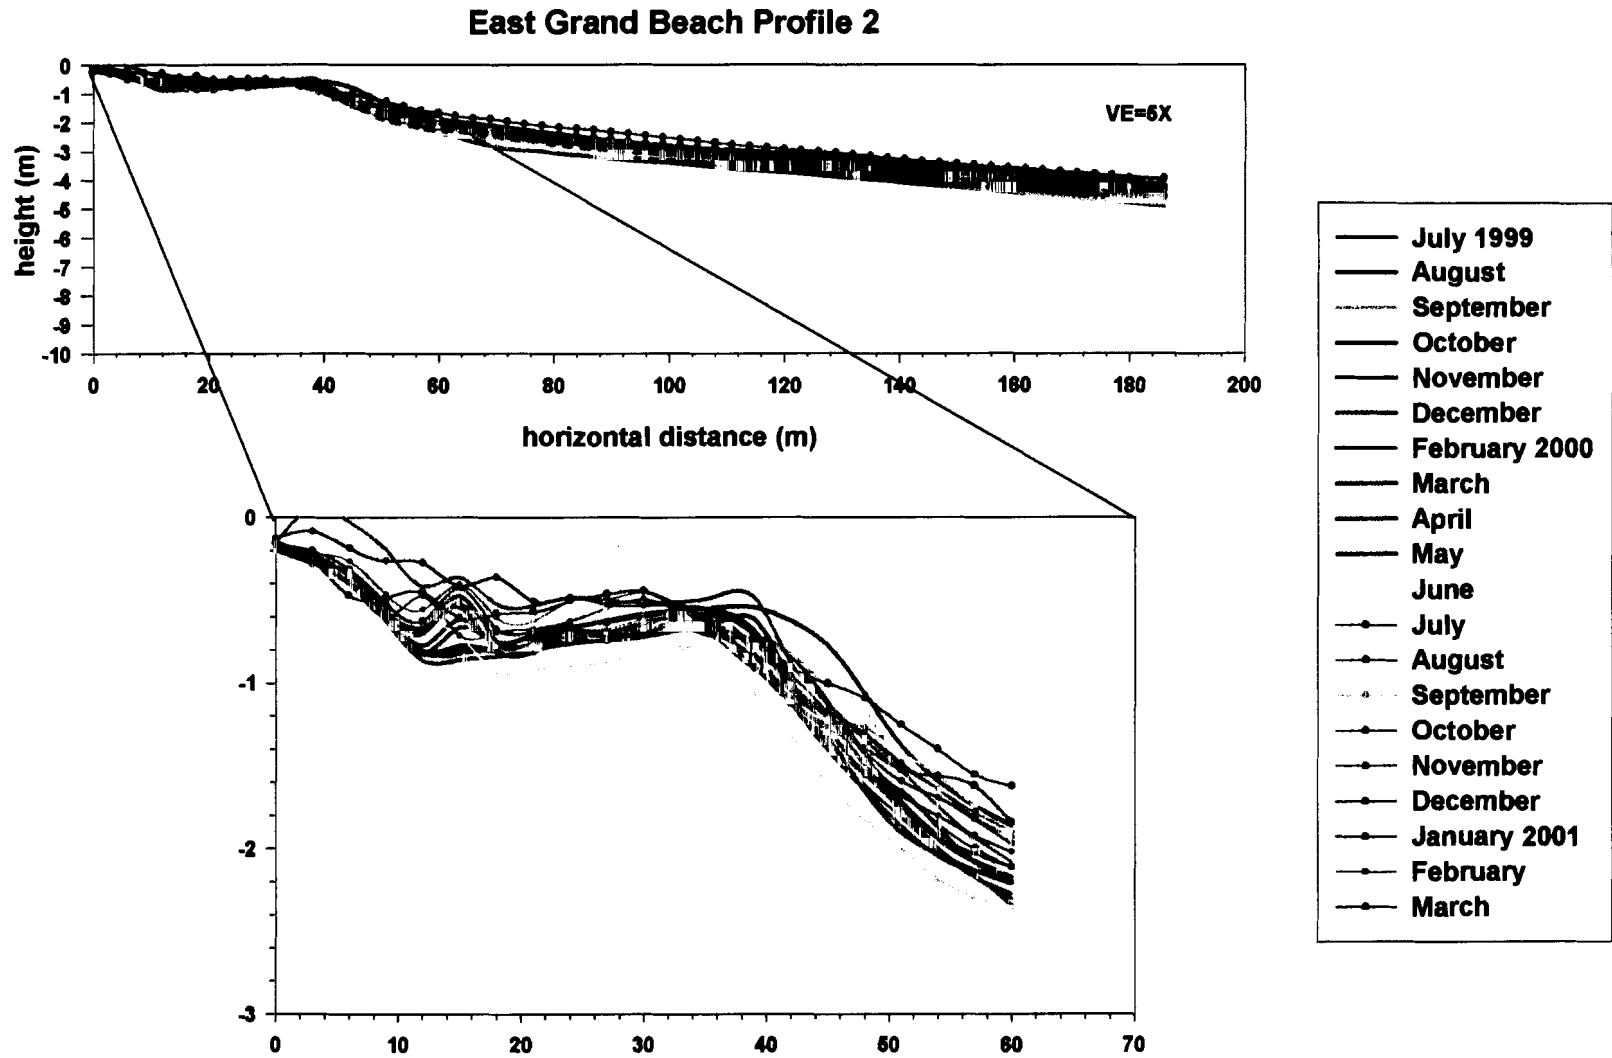 East Grand Beach Profile 2
0
-1
-2
-3
-4
-5
-6
-7
-8
-9
-10
height (m)
VE=5X
0 20 40 60 80 100 120 140 160 180 200
horizontal distance (m)
0
-1
-2
-3
0 10 20 30 40 50 60 70
July 1999
August
September
October
November
December
February 2000
March
April
May
June
July
August
September
October
November
December
January 2001
February
March